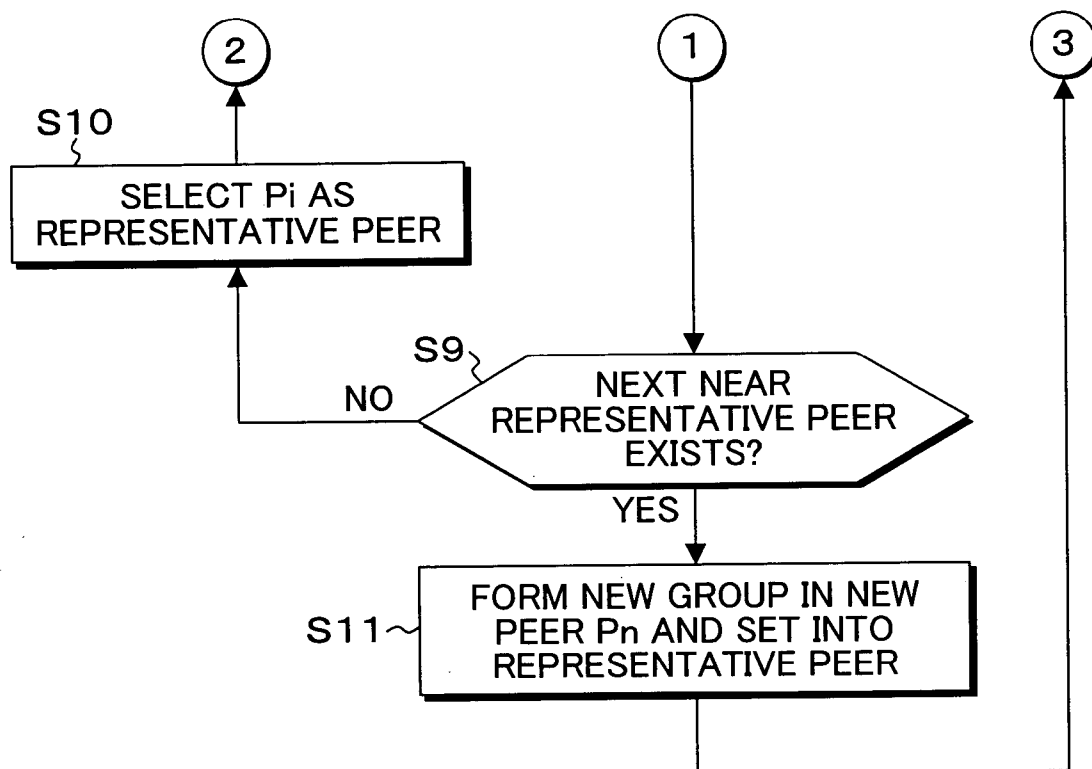 2
1
3
S10
SELECT Pi AS
REPRESENTATIVE PEER
S9
NEXT NEAR
REPRESENTATIVE PEER
EXISTS?
NO
YES
S11
FORM NEW GROUP IN NEW
PEER Pn AND SET INTO
REPRESENTATIVE PEER